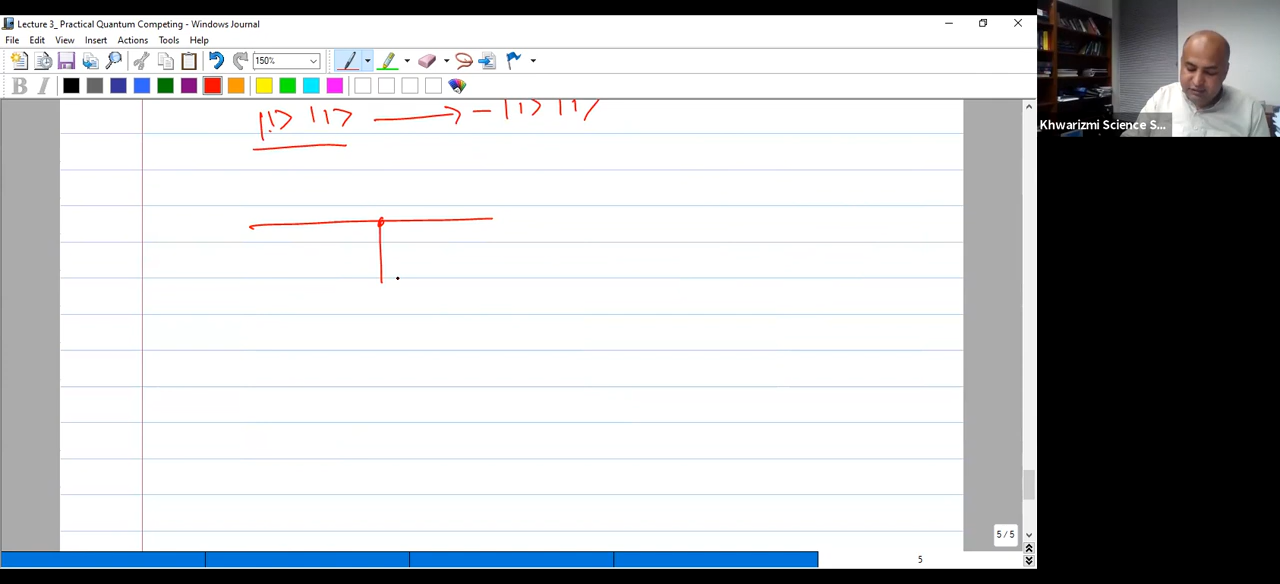 Lecture 3_ Practical Quantum Competing - Windows Journal
File Edit View Insert Actions Tools Help
150%
B I
|1⟩ |1⟩ → - |1⟩ |1⟩
Khwarizmi Science S...
5 / 5
5